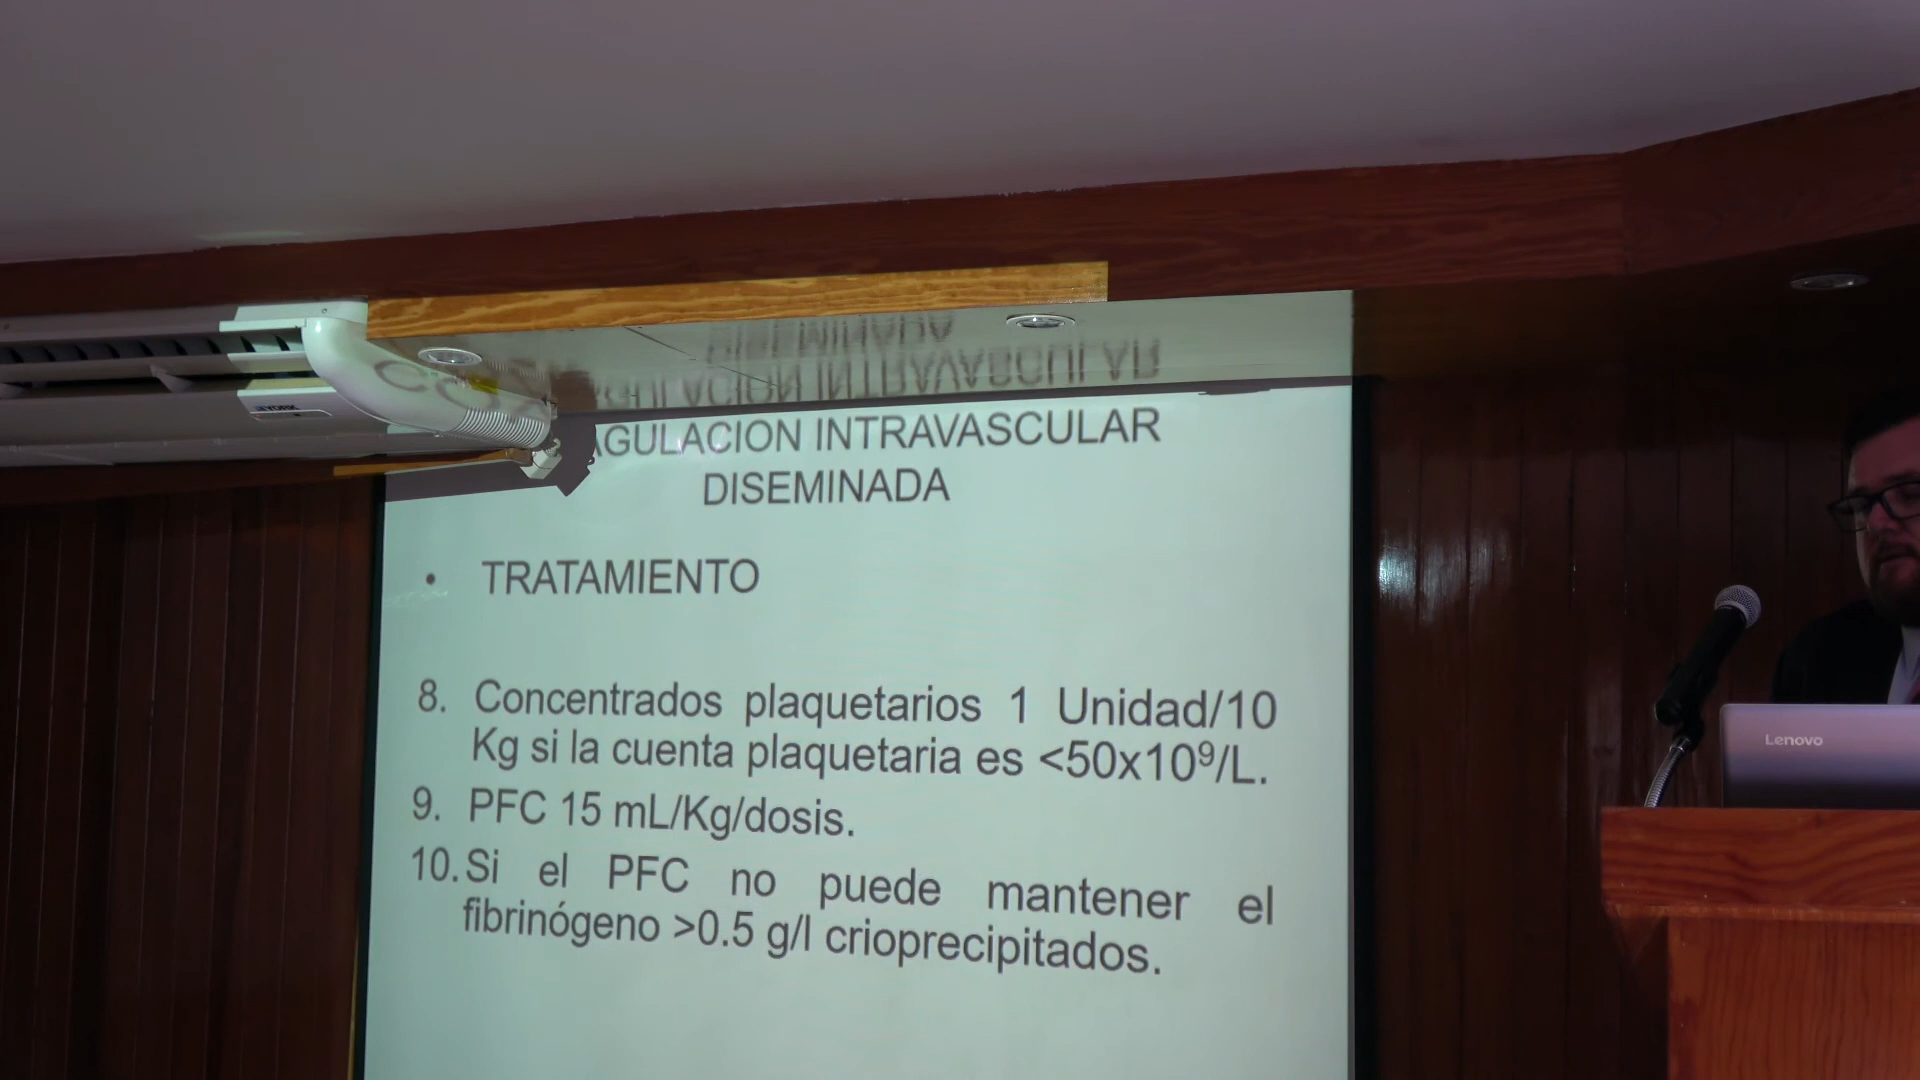 YORK
AGULACION INTRAVASCULAR
DISEMINADA
• TRATAMIENTO
8. Concentrados plaquetarios 1 Unidad/10
Kg si la cuenta plaquetaria es <50x10⁹/L.
9. PFC 15 mL/Kg/dosis.
10. Si el PFC no puede mantener el
fibrinógeno >0.5 g/l crioprecipitados.
Lenovo